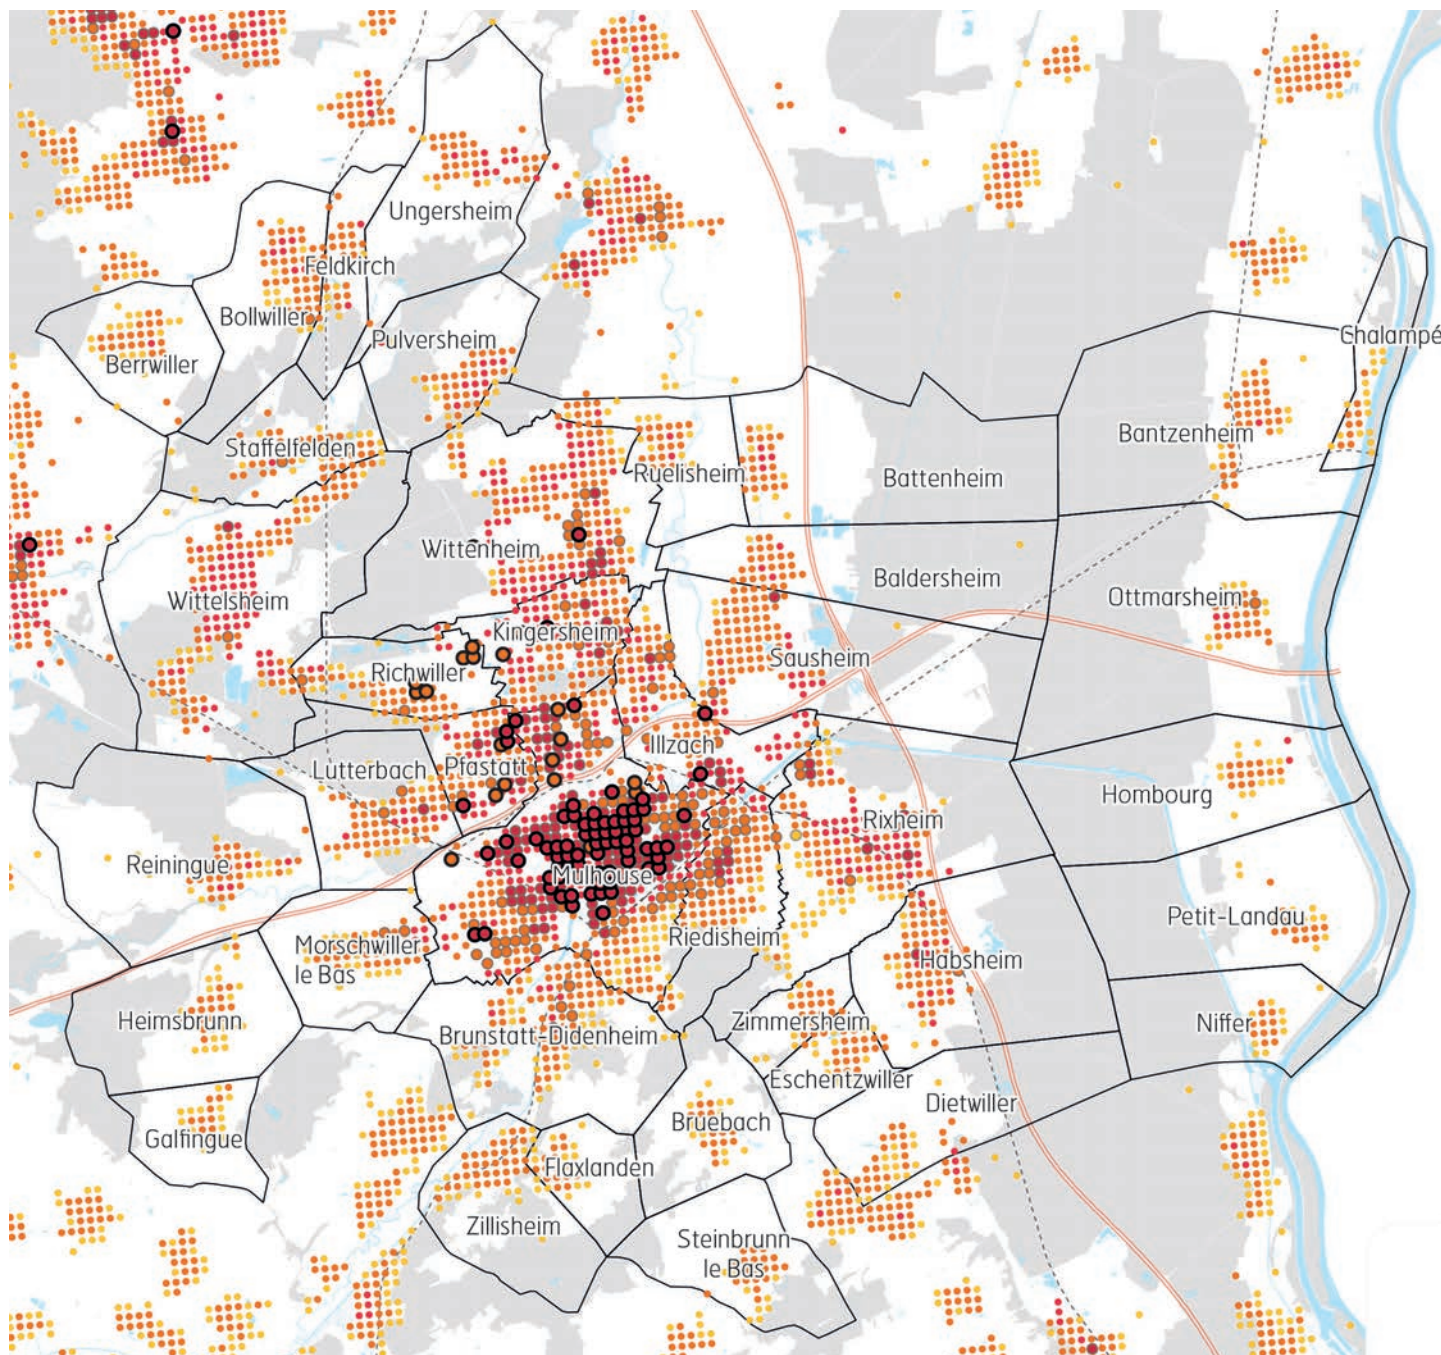 Ungersheim
Feldkirch
Bollwiller
Chalampé
Pulversheim
Berrwiller
Bantzenheim
Staffelfelden
Ruelisheim
Battenheim
Wittenheim
Baldersheim
Wittelsheim
Ottmarsheim
Kingersheim
Sausheim
Richwiller
Illzach
Lutterbach
Pfastatt
Hombourg
Rixheim
Reiningue
Mulhouse
Petit-Landau
Riedisheim
Morschwiller
le Bas
Habsheim
Heimsbrunn
Zimmersheim
Niffer
Brunstatt-Didenheim
Eschentzwiller
Dietwiller
Bruebach
Galfingue
Flaxlanden
Zillisheim
Steinbrunn
le Bas